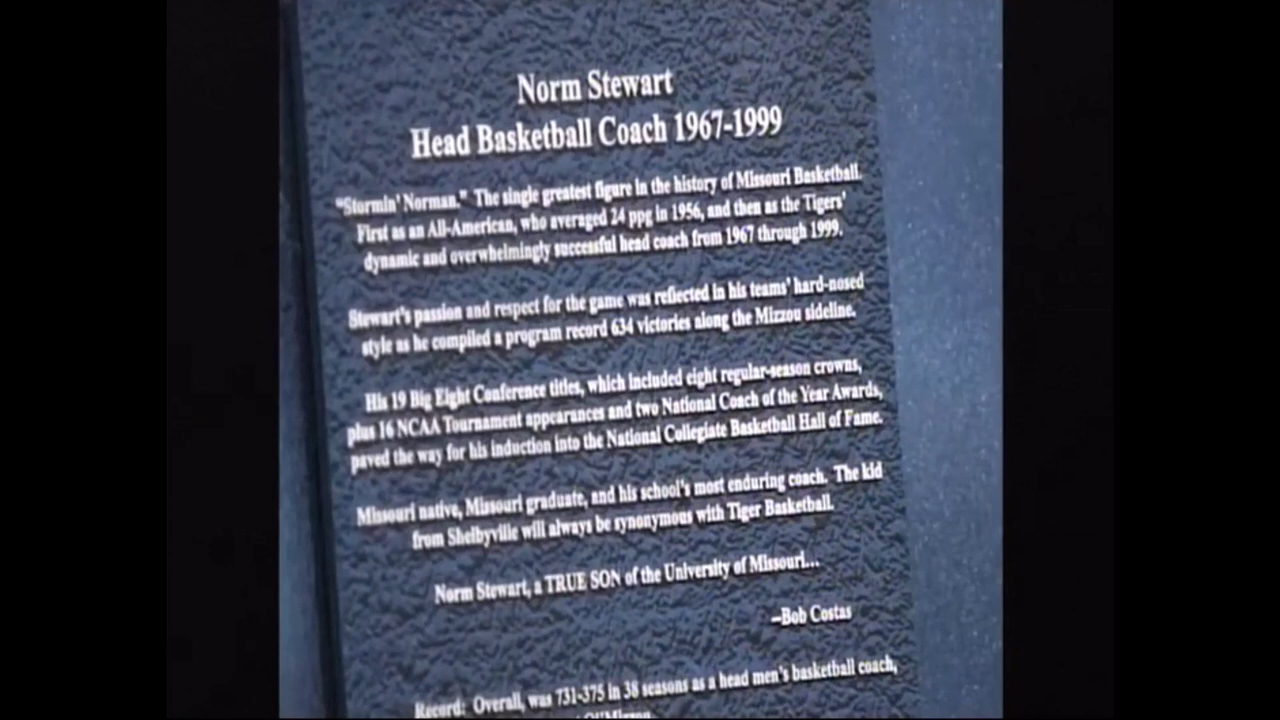 Norm Stewart
Head Basketball Coach 1967-1999
"Stormin' Norman." The single greatest figure in the history of Missouri Basketball.
First as an All-American, who averaged 24 ppg in 1956, and then as the Tigers'
dynamic and overwhelmingly successful head coach from 1967 through 1999.
Stewart's passion and respect for the game was reflected in his teams' hard-nosed
style as he compiled a program record 634 victories along the Mizzou sideline.
His 19 Big Eight Conference titles, which included eight regular-season crowns,
plus 16 NCAA Tournament appearances and two National Coach of the Year Awards,
paved the way for his induction into the National Collegiate Basketball Hall of Fame.
Missouri native, Missouri graduate, and his school's most enduring coach. The kid
from Shelbyville will always be synonymous with Tiger Basketball.
Norm Stewart, a TRUE SON of the University of Missouri...
–Bob Costas
Record: Overall, was 731-375 in 38 seasons as a head men's basketball coach,